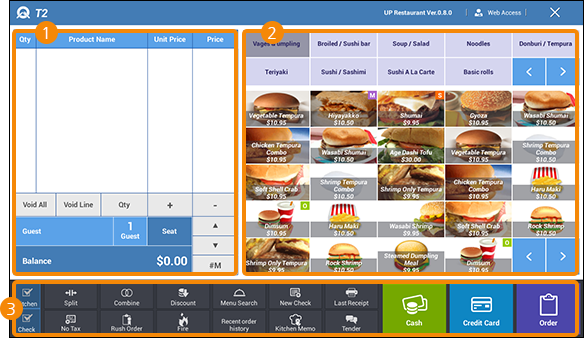 T2
UP Restaurant Ver.0.8.0
Web Access
1
2
Qty
Product Name
Unit Price
Price
Broiled / Sushi bar
Soup / Salad
Noodles
Donburi / Tempura
Teriyaki
Sushi / Sashimi
Sushi A La Carte
Basic rolls
Vegetable Tempura
$10.95
M
Hiyayakko
$10.50
S
Shumai
$9.95
Gyoza
$10.95
Wasabi Shumai
$10.50
Chicken Tempura
Combo
$10.95
Wasabi Shumai
$10.50
Age Dashi Tofu
$30.00
Vegetable Tempura
$10.95
Shrimp Tempura
Combo
$10.95
Soft Shell Crab
$10.95
Shrimp Tempura
Combo
$10.95
Shrimp Only Tempura
$9.95
Chicken Tempura
Combo
$10.95
Haru Maki
$10.50
O
Dimsum
$10.95
Haru Maki
$10.50
Wasabi Shrimp
$9.95
Soft Shell Crab
$10.95
Rock Shrimp
$10.50
Shrimp Only Tempura
$9.95
Rock Shrimp
$10.50
Steamed Dumpling
Meal
$9.95
O
Dimsum
$10.95
Void All
Void Line
Qty
+
-
Guest
1
Guest
Seat
Balance
$0.00
#M
3
Kitchen
Split
Combine
Discount
Menu Search
New Check
Last Receipt
Check
No Tax
Rush Order
Fire
Recent order
history
Kitchen Memo
Tender
Cash
Credit Card
Order